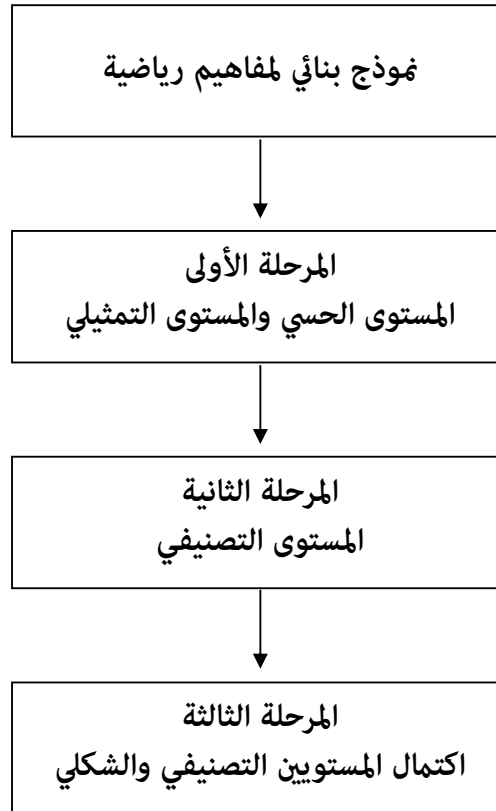 نموذج بنائي لمفاهيم رياضية
المرحلة الأولى
المستوى الحسي والمستوى التمثيلي
المرحلة الثانية
المستوى التصنيفي
المرحلة الثالثة
اكتمال المستويين التصنيفي والشكلي